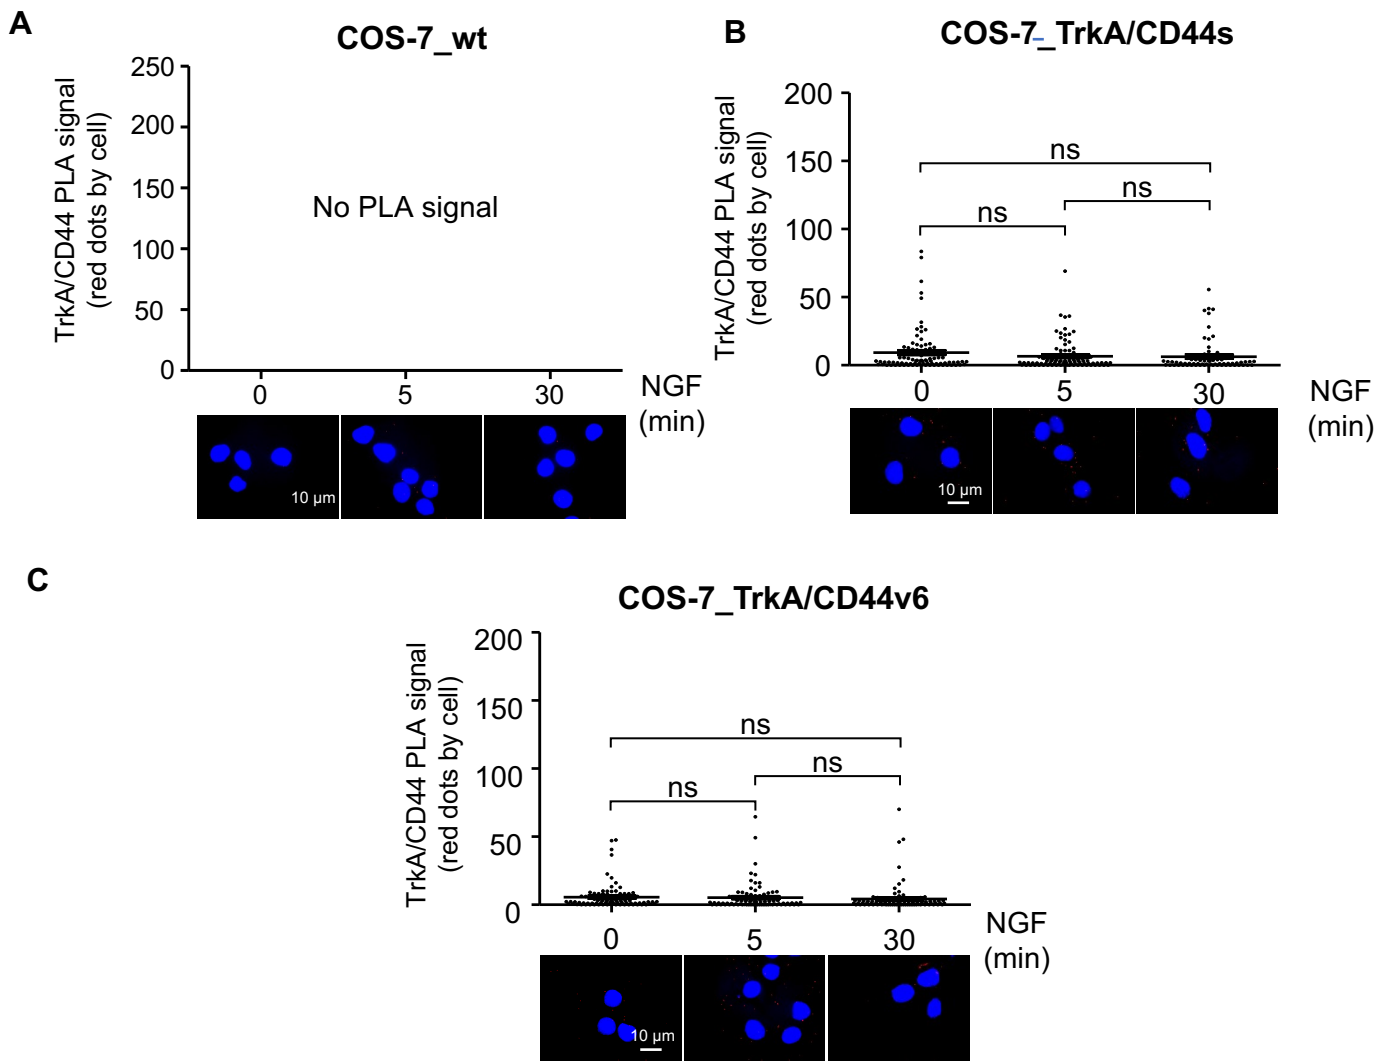 A
COS-7_wt
TrkA/CD44 PLA signal
(red dots by cell)
250
200
150
100
50
0
No PLA signal
0 5 30
NGF
(min)
10 µm
B
COS-7_TrkA/CD44s
TrkA/CD44 PLA signal
(red dots by cell)
200
150
100
50
0
ns
ns
ns
0 5 30
NGF
(min)
10 µm
C
COS-7_TrkA/CD44v6
TrkA/CD44 PLA signal
(red dots by cell)
200
150
100
50
0
ns
ns
ns
0 5 30
NGF
(min)
10 µm